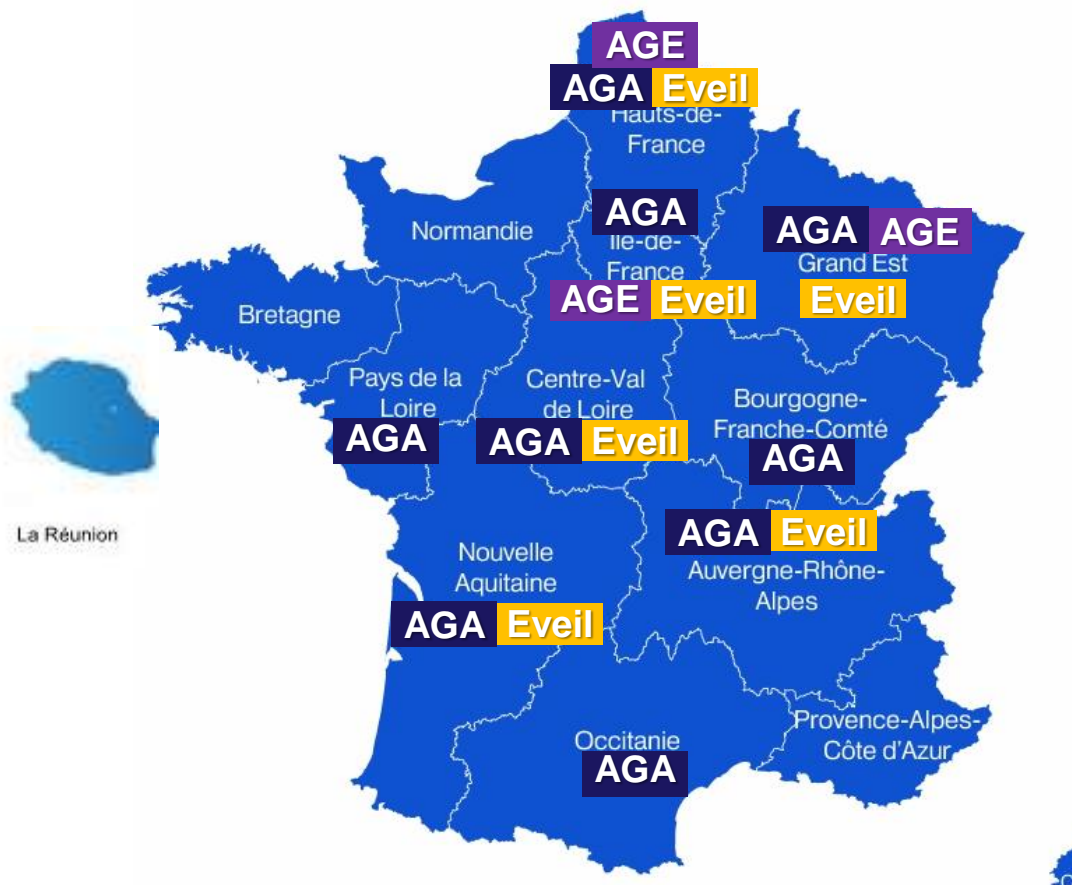 AGE
AGA Eveil
Hauts-de-
France
AGA
Ile-de-
France
AGE Eveil
Normandie
AGA AGE
Grand Est
Eveil
Bretagne
Pays de la
Loire
AGA
Centre-Val
de Loire
AGA Eveil
Bourgogne-
Franche-Comté
AGA
La Réunion
AGA Eveil
Auvergne-Rhône-
Alpes
Nouvelle
Aquitaine
AGA Eveil
Occitanie
AGA
Provence-Alpes-
Côte d'Azur